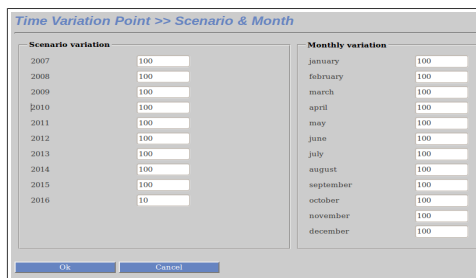 Time Variation Point >> Scenario & Month
Scenario variation
2007 100
2008 100
2009 100
2010 100
2011 100
2012 100
2013 100
2014 100
2015 100
2016 10
Monthly variation
january 100
february 100
march 100
april 100
may 100
june 100
july 100
august 100
september 100
october 100
november 100
december 100
Ok Cancel